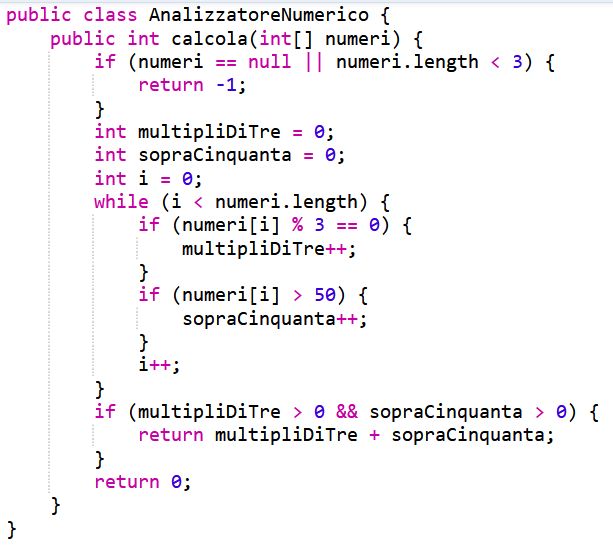 public class AnalizzatoreNumerico {
    public int calcola(int[] numeri) {
        if (numeri == null || numeri.length < 3) {
            return -1;
        }
        int multipliDiTre = 0;
        int sopraCinquanta = 0;
        int i = 0;
        while (i < numeri.length) {
            if (numeri[i] % 3 == 0) {
                multipliDiTre++;
            }
            if (numeri[i] > 50) {
                sopraCinquanta++;
            }
            i++;
        }
        if (multipliDiTre > 0 && sopraCinquanta > 0) {
            return multipliDiTre + sopraCinquanta;
        }
        return 0;
    }
}